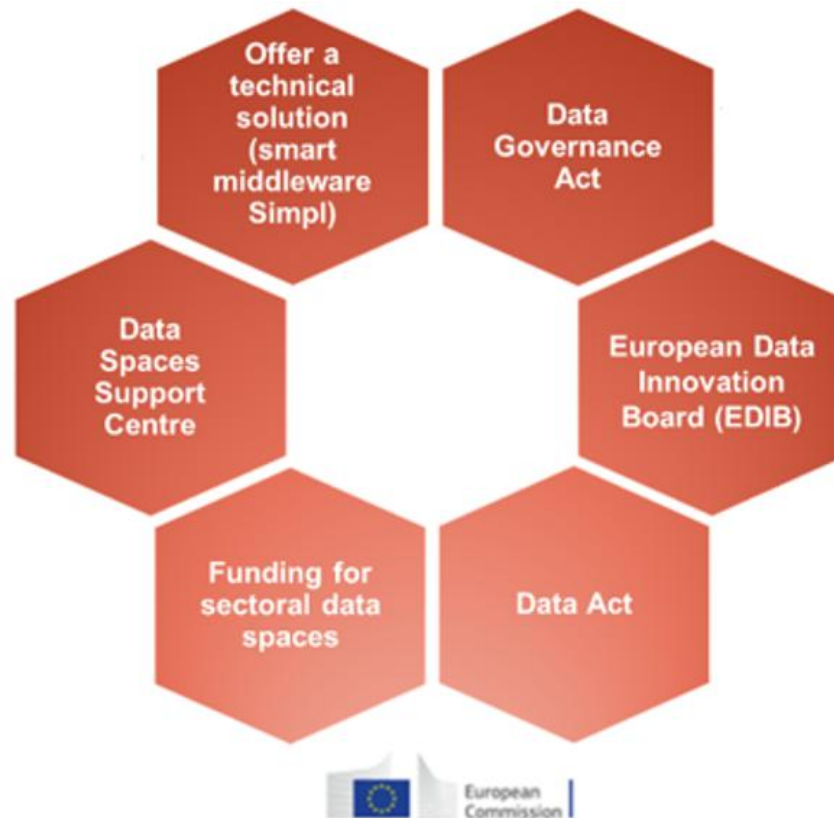 Offer a
technical
solution
(smart
middleware
Simpl)
Data
Governance
Act
Data
Spaces
Support
Centre
European Data
Innovation
Board (EDIB)
Funding for
sectoral data
spaces
Data Act
European
Commission